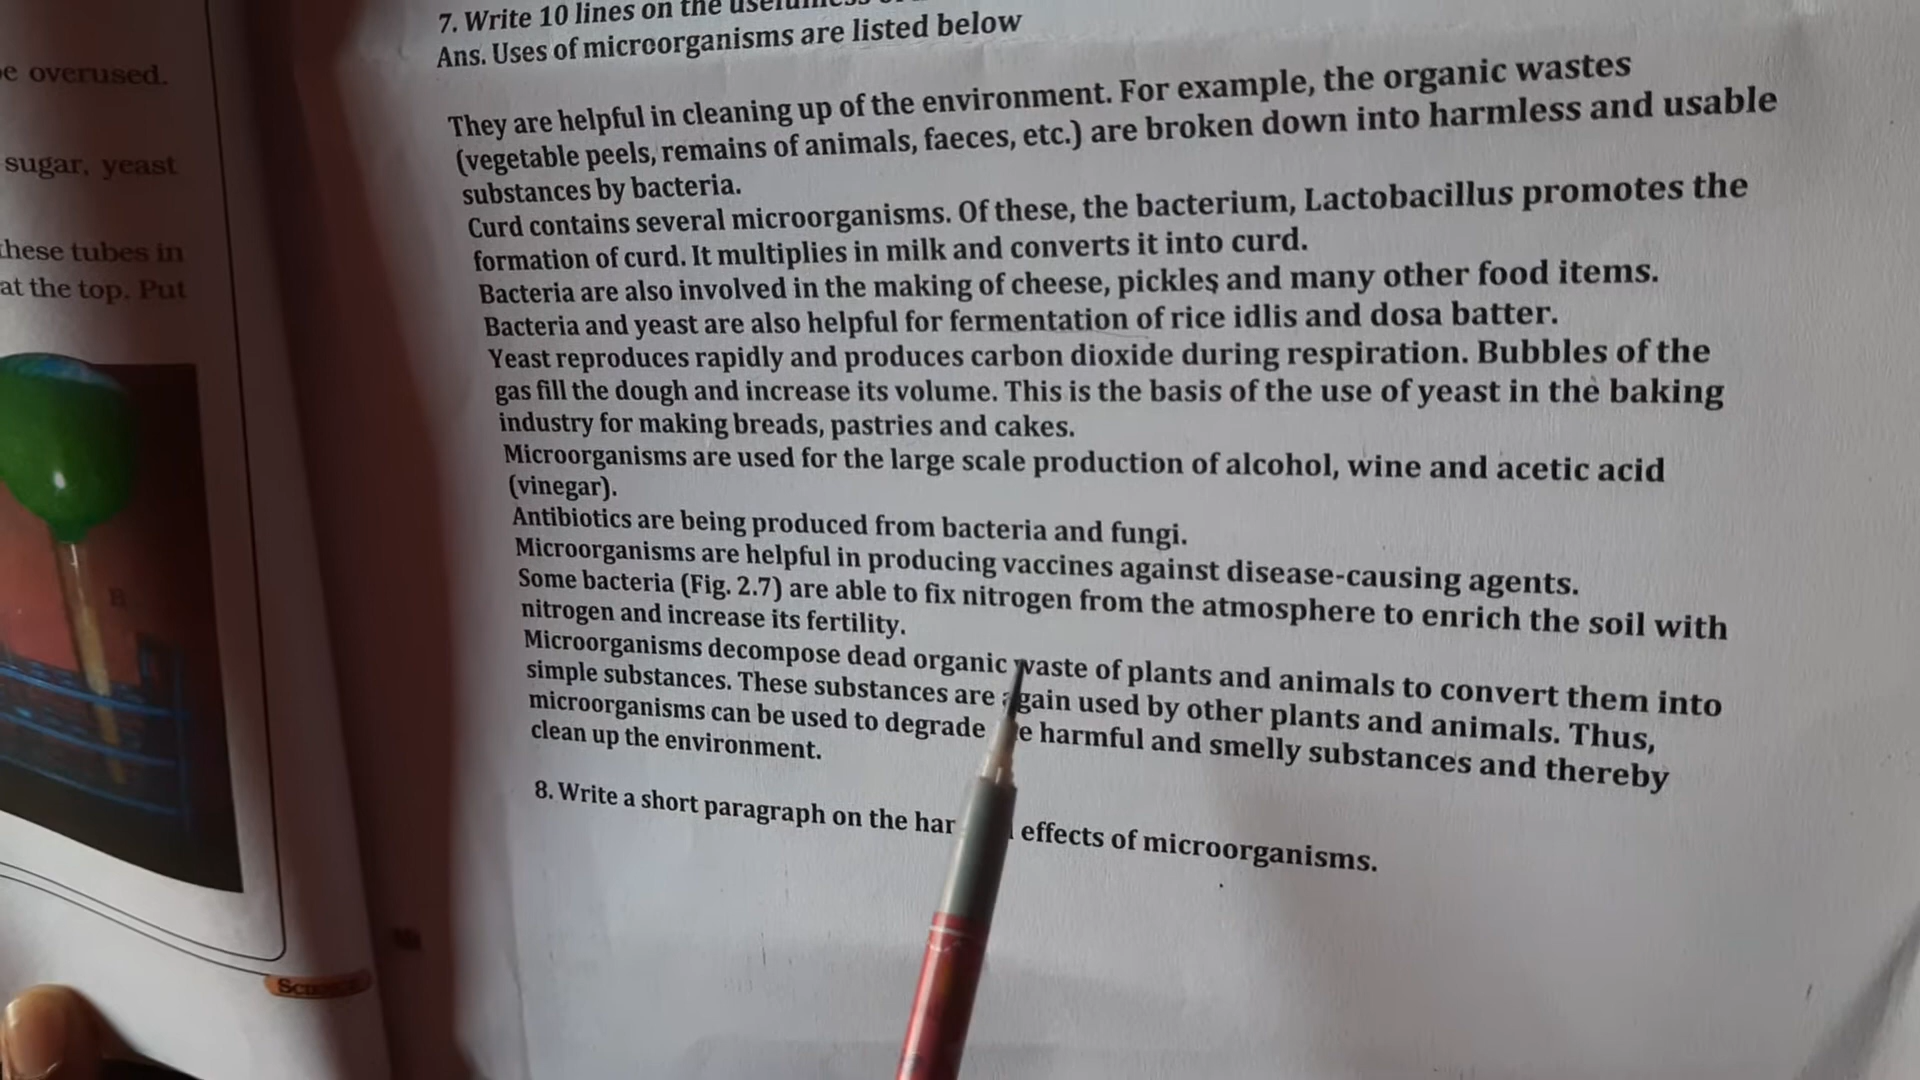 e overused.
sugar, yeast
these tubes in
at the top. Put
B
7. Write 10 lines on the
Ans. Uses of microorganisms are listed below
They are helpful in cleaning up of the environment. For example, the organic wastes
(vegetable peels, remains of animals, faeces, etc.) are broken down into harmless and usable
substances by bacteria.
Curd contains several microorganisms. Of these, the bacterium, Lactobacillus promotes the
formation of curd. It multiplies in milk and converts it into curd.
Bacteria are also involved in the making of cheese, pickles and many other food items.
Bacteria and yeast are also helpful for fermentation of rice idlis and dosa batter.
Yeast reproduces rapidly and produces carbon dioxide during respiration. Bubbles of the
gas fill the dough and increase its volume. This is the basis of the use of yeast in the baking
industry for making breads, pastries and cakes.
Microorganisms are used for the large scale production of alcohol, wine and acetic acid
(vinegar).
Antibiotics are being produced from bacteria and fungi.
Microorganisms are helpful in producing vaccines against disease-causing agents.
Some bacteria (Fig. 2.7) are able to fix nitrogen from the atmosphere to enrich the soil with
nitrogen and increase its fertility.
Microorganisms decompose dead organic waste of plants and animals to convert them into
simple substances. These substances are again used by other plants and animals. Thus,
microorganisms can be used to degrade harmful and smelly substances and thereby
clean up the environment.
8. Write a short paragraph on the effects of microorganisms.